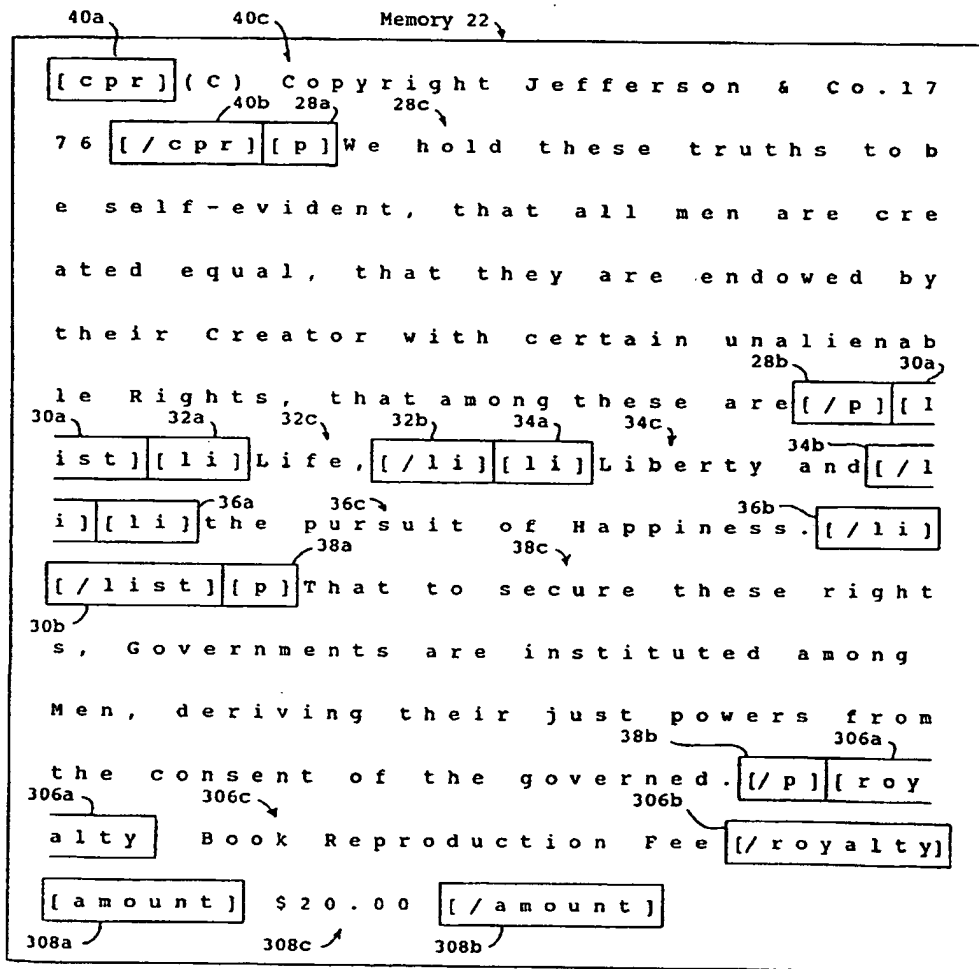 40a 40c Memory 22
[cpr](C) Copyright Jefferson & Co.17
40b 28a 28c
76 [/cpr][p]We hold these truths to b
e self-evident, that all men are cre
ated equal, that they are endowed by
their Creator with certain unalienab
28b 30a
le Rights, that among these are[/p][l
30a 32a 32c 32b 34a 34c 34b
ist][li]Life,[/li][li]Liberty and[/l
36a 36c 36b
i][li]the pursuit of Happiness.[/li]
38a 38c
[/list][p]That to secure these right
30b
s, Governments are instituted among
Men, deriving their just powers from
38b 306a
the consent of the governed.[/p][roy
306a 306c 306b
alty Book Reproduction Fee [/royalty]
[amount] $20.00 [/amount]
308a 308c 308b